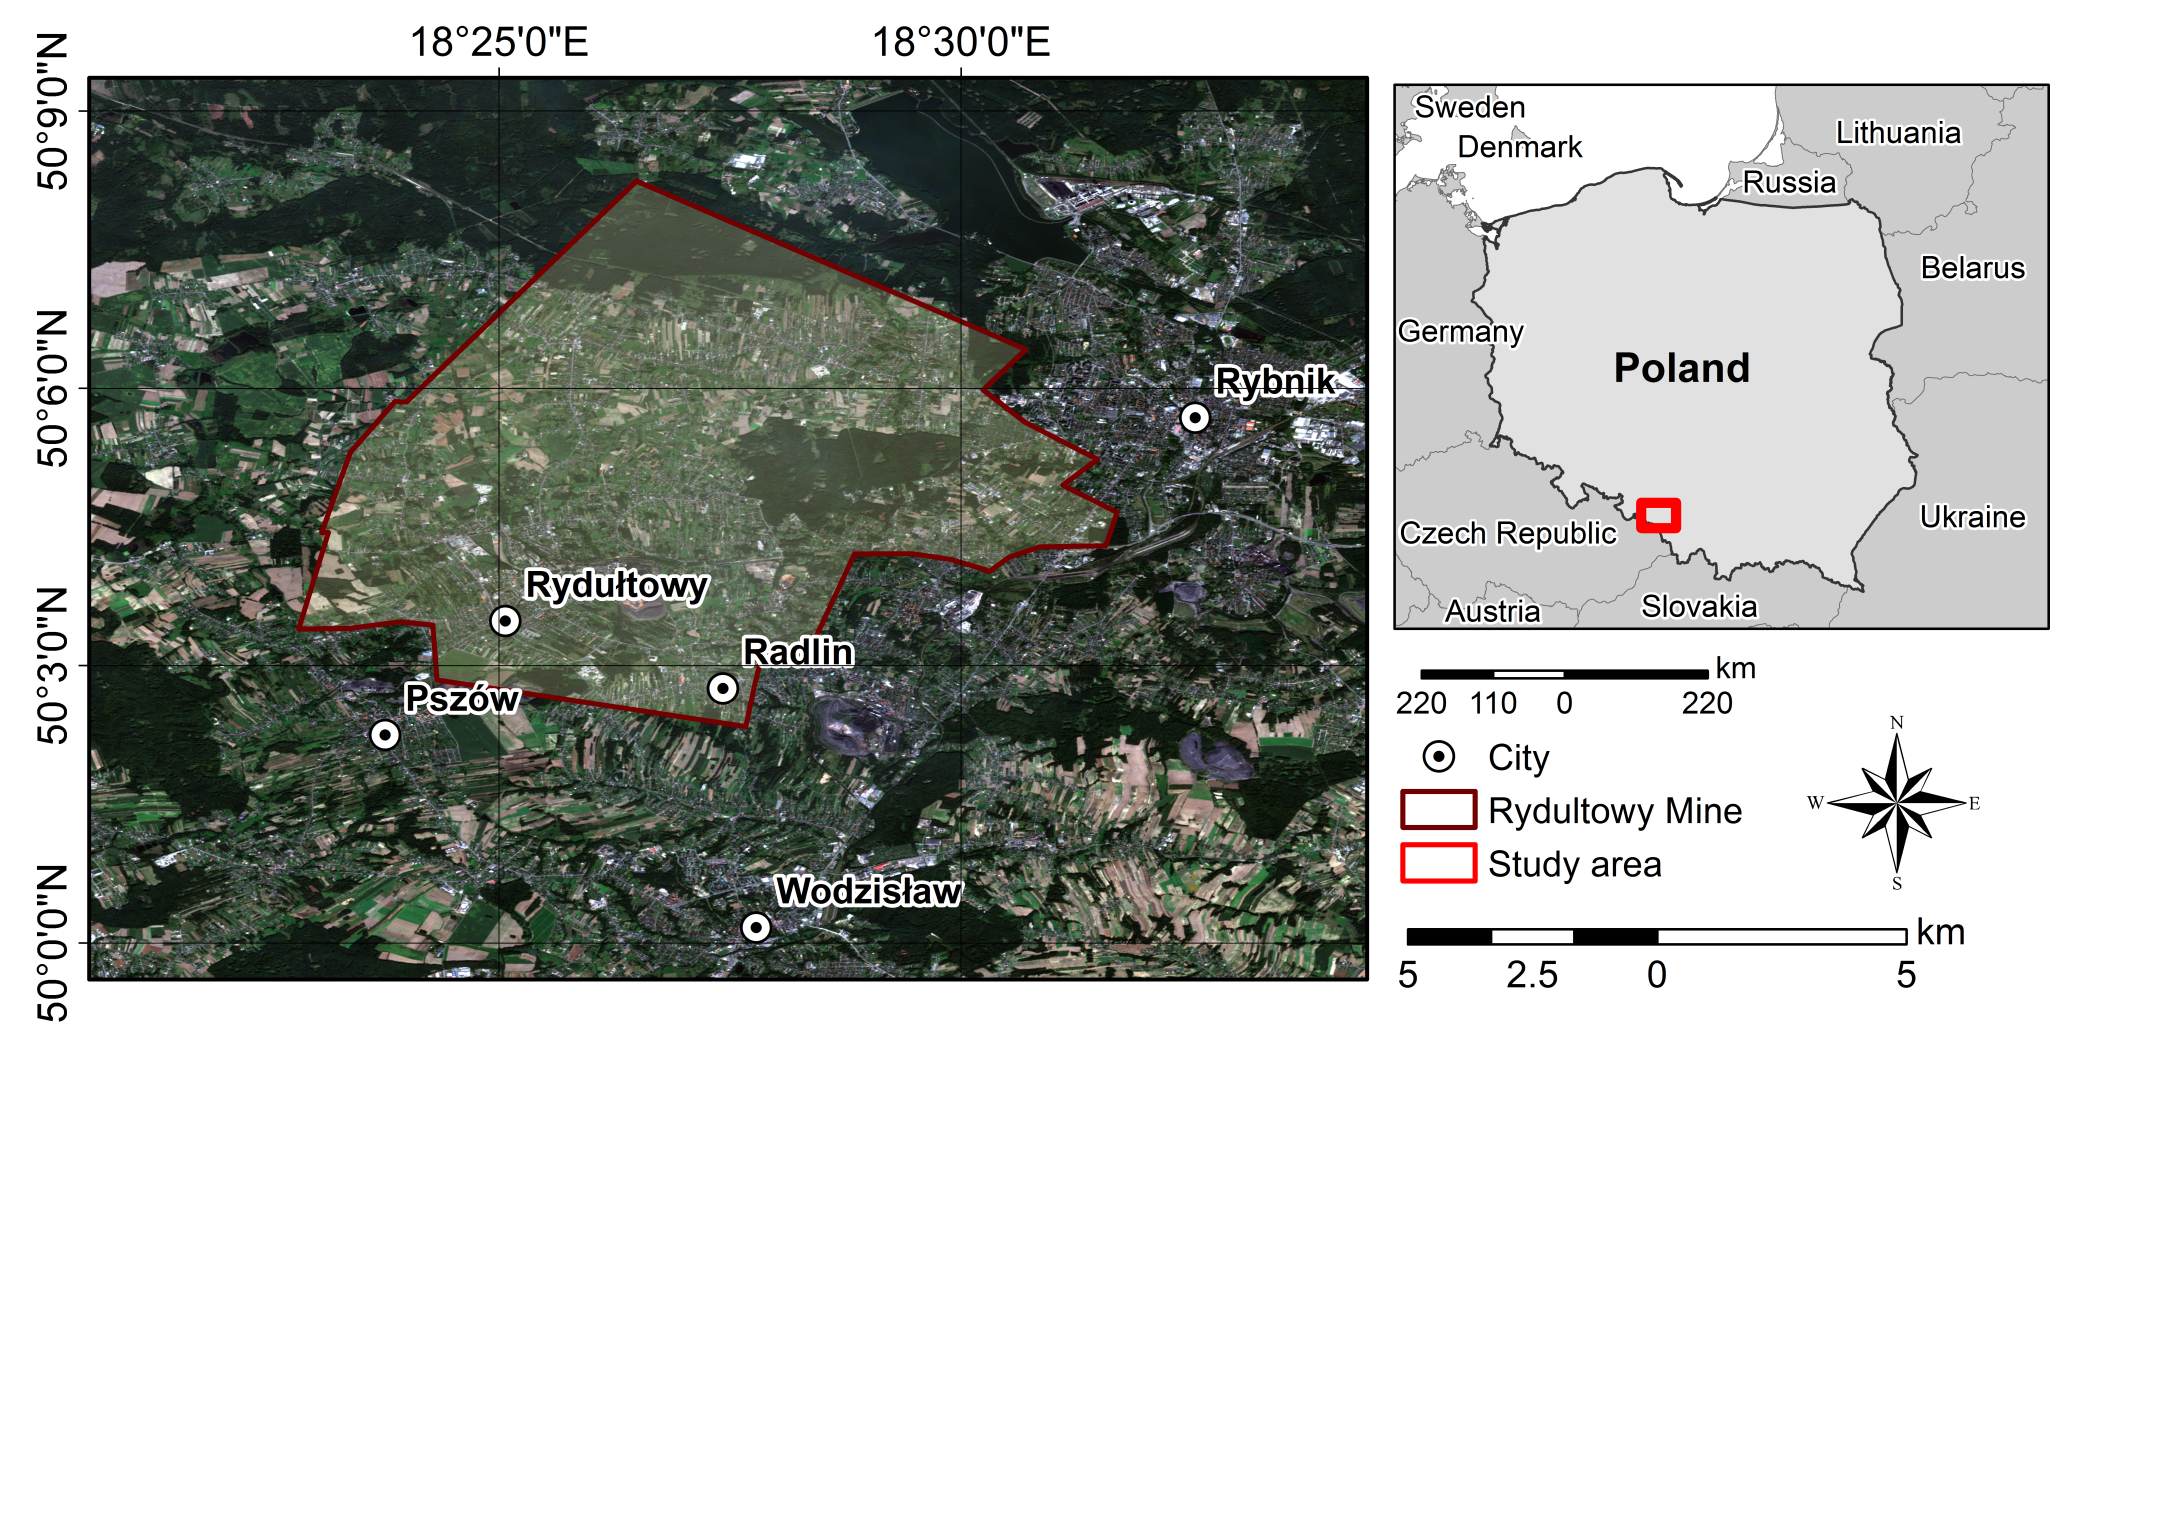 18°25'0"E
18°30'0"E
50°9'0"N
50°6'0"N
50°3'0"N
50°0'0"N
Rybnik
Rydułtowy
Radlin
Pszów
Wodzisław
Sweden
Denmark
Lithuania
Russia
Belarus
Germany
Poland
Ukraine
Czech Republic
Austria
Slovakia
km
220 110 0 220
City
Rydultowy Mine
Study area
N
W E
S
km
5 2.5 0 5